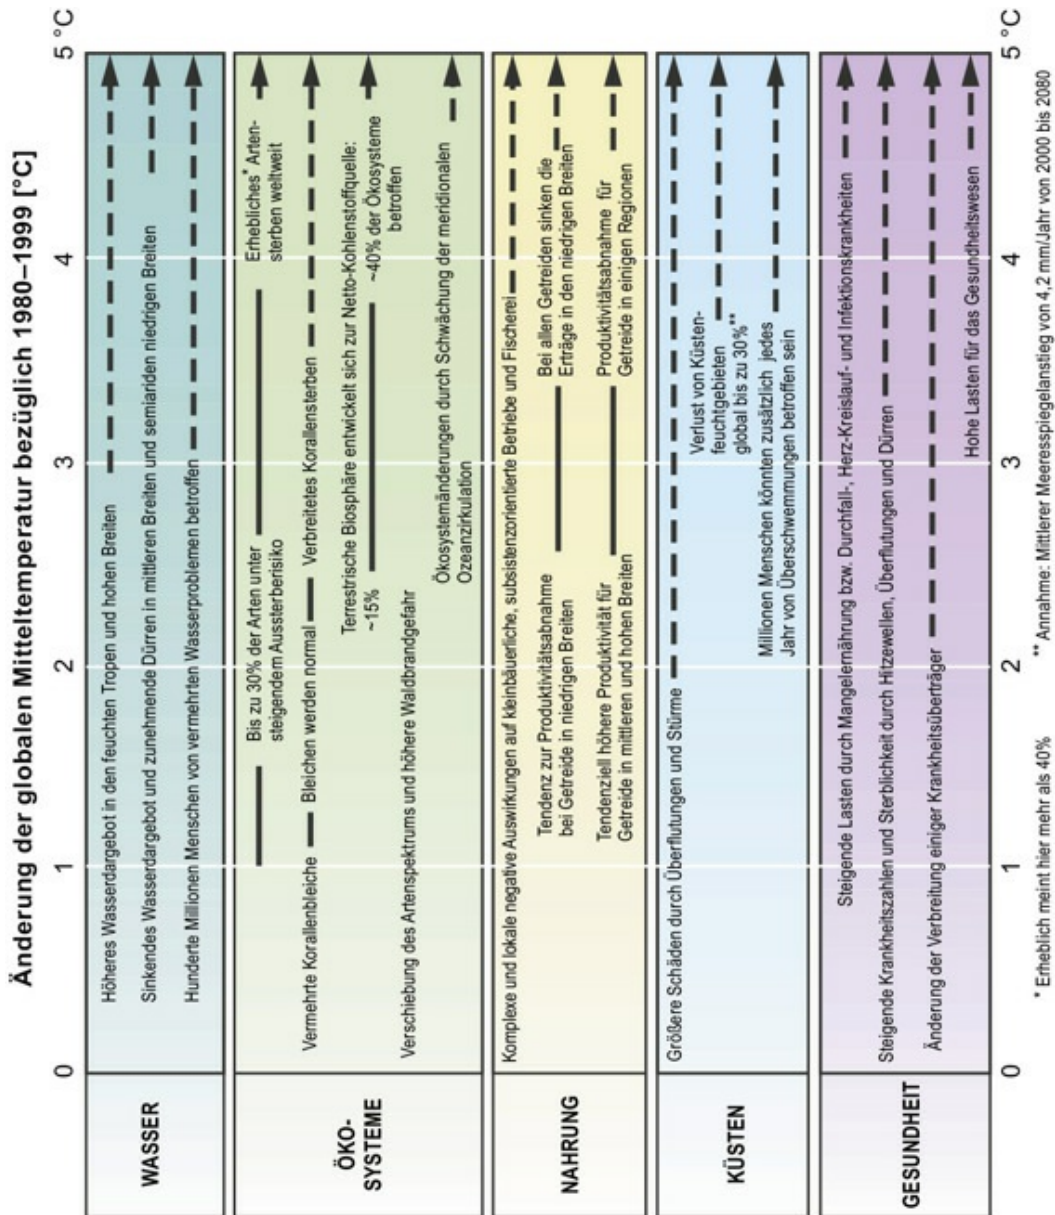 Änderung der globalen Mitteltemperatur bezüglich 1980–1999 [°C]
0 1 2 3 4 5 °C
WASSER
Höheres Wasserdargebot in den feuchten Tropen und hohen Breiten
Sinkendes Wasserdargebot und zunehmende Dürren in mittleren Breiten und semiariden niedrigen Breiten
Hunderte Millionen Menschen von vermehrten Wasserproblemen betroffen
ÖKO-
SYSTEME
Bis zu 30% der Arten unter
steigendem Aussterberisiko
Erhebliches* Arten-
sterben weltweit
Vermehrte Korallenbleiche
Bleichen werden normal
Verbreitetes Korallensterben
Terrestrische Biosphäre entwickelt sich zur Netto-Kohlenstoffquelle:
~15%
~40% der Ökosysteme
betroffen
Verschiebung des Artenspektrums und höhere Waldbrandgefahr
Ökosystemänderungen durch Schwächung der meridionalen
Ozeanzirkulation
NAHRUNG
Komplexe und lokale negative Auswirkungen auf kleinbäuerliche, subsistenzorientierte Betriebe und Fischerei
Tendenz zur Produktivitätsabnahme
bei Getreide in niedrigen Breiten
Bei allen Getreiden sinken die
Erträge in den niedrigen Breiten
Tendenziell höhere Produktivität für
Getreide in mittleren und hohen Breiten
Produktivitätsabnahme für
Getreide in einigen Regionen
KÜSTEN
Größere Schäden durch Überflutungen und Stürme
Verlust von Küsten-
feuchtgebieten
global bis zu 30%**
Millionen Menschen könnten zusätzlich jedes
Jahr von Überschwemmungen betroffen sein
GESUNDHEIT
Steigende Lasten durch Mangelernährung bzw. Durchfall-, Herz-Kreislauf- und Infektionskrankheiten
Steigende Krankheitszahlen und Sterblichkeit durch Hitzewellen, Überflutungen und Dürren
Änderung der Verbreitung einiger Krankheitsüberträger
Hohe Lasten für das Gesundheitswesen
0 1 2 3 4 5 °C
* Erheblich meint hier mehr als 40%
** Annahme: Mittlerer Meeresspiegelanstieg von 4,2 mm/Jahr von 2000 bis 2080